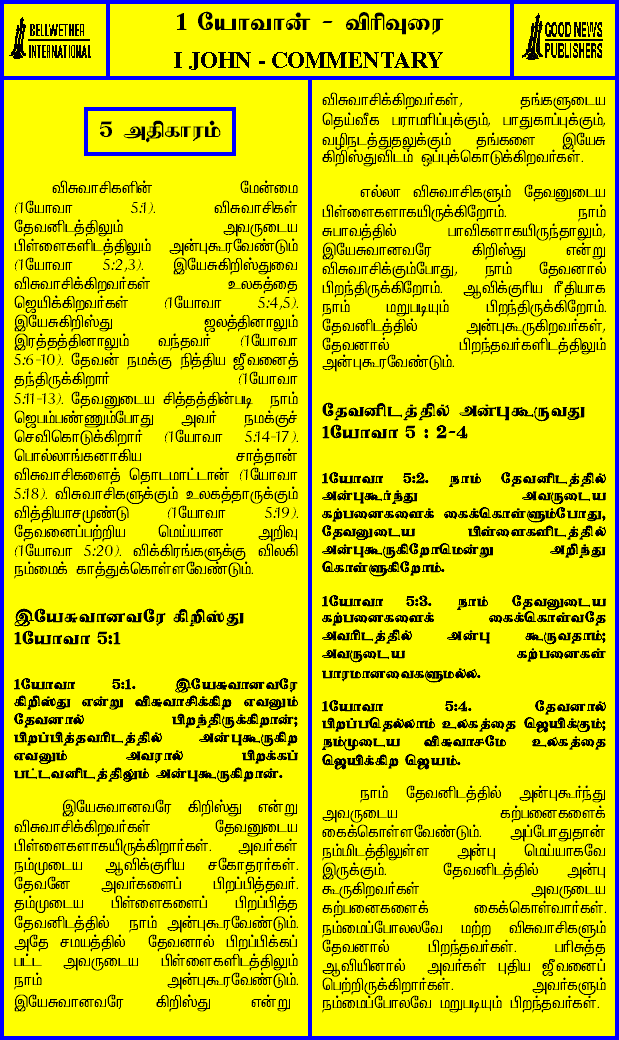 BELLWETHER
INTERNATIONAL
1 யோவான் - விரிவுரை
I JOHN - COMMENTARY
GOOD NEWS
PUBLISHERS
5 அதிகாரம்
விசுவாசிகளின் மேன்மை
(1யோவா 5:1). விசுவாசிகள்
தேவனிடத்திலும் அவருடைய
பிள்ளைகளிடத்திலும் அன்புகூரவேண்டும்
(1யோவா 5:2,3). இயேசுகிறிஸ்துவை
விசுவாசிக்கிறவர்கள் உலகத்தை
ஜெயிக்கிறவர்கள் (1யோவா 5:4,5).
இயேசுகிறிஸ்து ஜலத்தினாலும்
இரத்தத்தினாலும் வந்தவர் (1யோவா
5:6-10). தேவன் நமக்கு நித்திய ஜீவனைத்
தந்திருக்கிறார் (1யோவா
5:11-13). தேவனுடைய சித்தத்தின்படி நாம்
ஜெபம்பண்ணும்போது அவர் நமக்குச்
செவிகொடுக்கிறார் (1யோவா 5:14-17).
பொல்லாங்கனாகிய சாத்தான்
விசுவாசிகளைத் தொடமாட்டான் (1யோவா
5:18). விசுவாசிகளுக்கும் உலகத்தாருக்கும்
வித்தியாசமுண்டு (1யோவா 5:19).
தேவனைப்பற்றிய மெய்யான அறிவு
(1யோவா 5:20). விக்கிரங்களுக்கு விலகி
நம்மைக் காத்துக்கொள்ளவேண்டும்.
இயேசுவானவரே கிறிஸ்து
1யோவா 5:1
1யோவா 5:1. இயேசுவானவரே
கிறிஸ்து என்று விசுவாசிக்கிற எவனும்
தேவனால் பிறந்திருக்கிறான்;
பிறப்பித்தவரிடத்தில் அன்புகூருகிற
எவனும் அவரால் பிறக்கப்
பட்டவனிடத்திலும் அன்புகூருகிறான்.
இயேசுவானவரே கிறிஸ்து என்று
விசுவாசிக்கிறவர்கள் தேவனுடைய
பிள்ளைகளாகயிருக்கிறார்கள். அவர்கள்
நம்முடைய ஆவிக்குரிய சகோதரர்கள்.
தேவனே அவர்களைப் பிறப்பித்தவர்.
தம்முடைய பிள்ளைகளைப் பிறப்பித்த
தேவனிடத்தில் நாம் அன்புகூரவேண்டும்.
அதே சமயத்தில் தேவனால் பிறப்பிக்கப்
பட்ட அவருடைய பிள்ளைகளிடத்திலும்
நாம் அன்புகூரவேண்டும்.
இயேசுவானவரே கிறிஸ்து என்று
விசுவாசிக்கிறவர்கள், தங்களுடைய
தெய்வீக பராமரிப்புக்கும், பாதுகாப்புக்கும்,
வழிநடத்துதலுக்கும் தங்களை இயேசு
கிறிஸ்துவிடம் ஒப்புக்கொடுக்கிறவர்கள்.
எல்லா விசுவாசிகளும் தேவனுடைய
பிள்ளைகளாகயிருக்கிறோம். நாம்
சுபாவத்தில் பாவிகளாகயிருந்தாலும்,
இயேசுவானவரே கிறிஸ்து என்று
விசுவாசிக்கும்போது, நாம் தேவனால்
பிறந்திருக்கிறோம். ஆவிக்குரிய ரீதியாக
நாம் மறுபடியும் பிறந்திருக்கிறோம்.
தேவனிடத்தில் அன்புகூருகிறவர்கள்,
தேவனால் பிறந்தவர்களிடத்திலும்
அன்புகூரவேண்டும்.
தேவனிடத்தில் அன்புகூருவது
1யோவா 5 : 2-4
1யோவா 5:2. நாம் தேவனிடத்தில்
அன்புகூர்ந்து அவருடைய
கற்பனைகளைக் கைக்கொள்ளும்போது,
தேவனுடைய பிள்ளைகளிடத்தில்
அன்புகூருகிறோமென்று அறிந்து
கொள்ளுகிறோம்.
1யோவா 5:3. நாம் தேவனுடைய
கற்பனைகளைக் கைக்கொள்வதே
அவரிடத்தில் அன்பு கூருவதாம்;
அவருடைய கற்பனைகள்
பாரமானவைகளுமல்ல.
1யோவா 5:4. தேவனால்
பிறப்பதெல்லாம் உலகத்தை ஜெயிக்கும்;
நம்முடைய விசுவாசமே உலகத்தை
ஜெயிக்கிற ஜெயம்.
நாம் தேவனிடத்தில் அன்புகூர்ந்து
அவருடைய கற்பனைகளைக்
கைக்கொள்ளவேண்டும். அப்போதுதான்
நம்மிடத்திலுள்ள அன்பு மெய்யாகவே
இருக்கும். தேவனிடத்தில் அன்பு
கூருகிறவர்கள் அவருடைய
கற்பனைகளைக் கைக்கொள்வார்கள்.
நம்மைப்போலலவே மற்ற விசுவாசிகளும்
தேவனால் பிறந்தவர்கள். பரிசுத்த
ஆவியினால் அவர்கள் புதிய ஜீவனைப்
பெற்றிருக்கிறார்கள். அவர்களும்
நம்மைப்போலவே மறுபடியும் பிறந்தவர்கள்.